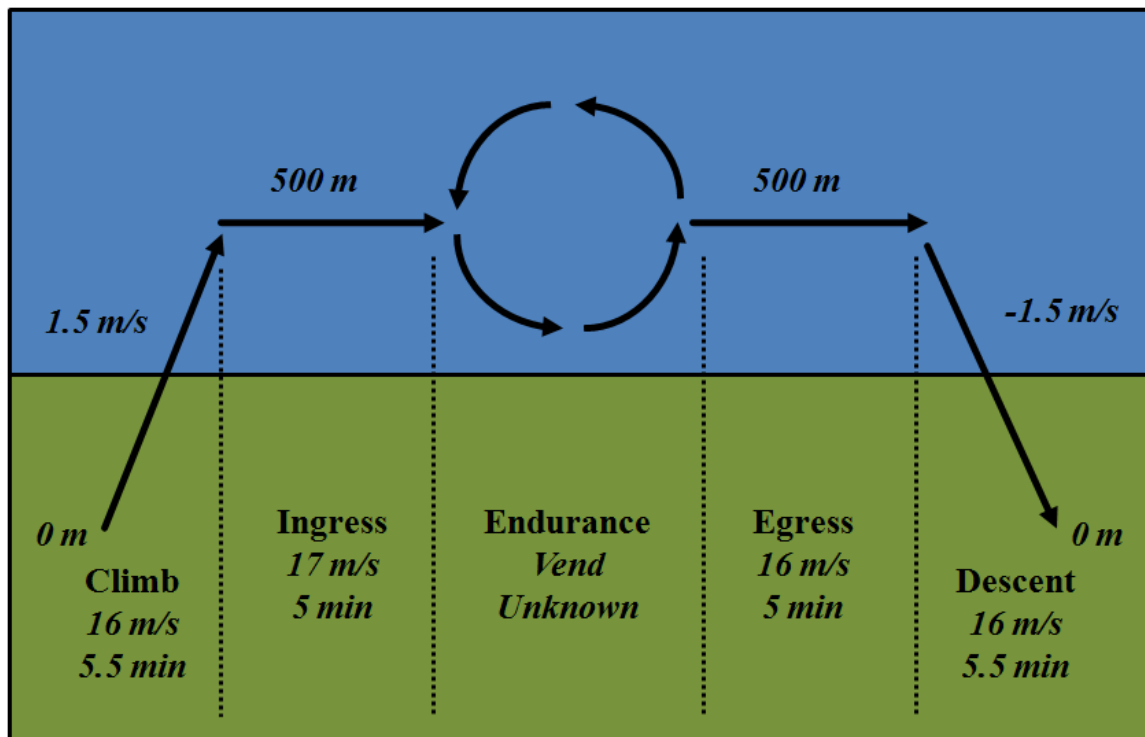 500 m
500 m
1.5 m/s
-1.5 m/s
0 m
Climb
16 m/s
5.5 min
Ingress
17 m/s
5 min
Endurance
Vend
Unknown
Egress
16 m/s
5 min
0 m
Descent
16 m/s
5.5 min